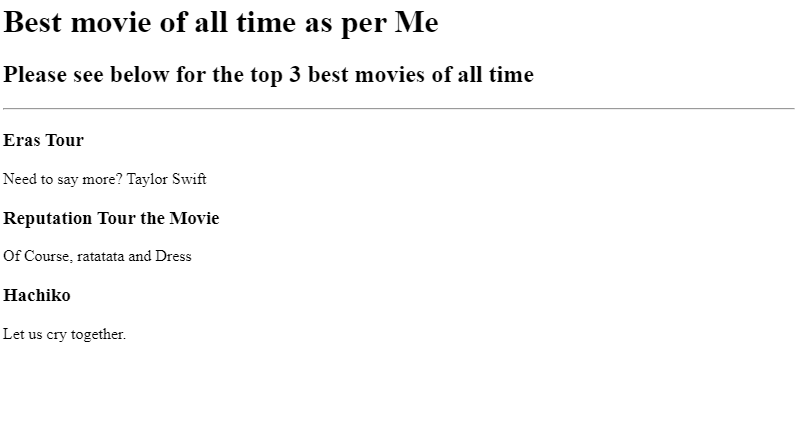 Best movie of all time as per Me
Please see below for the top 3 best movies of all time
Eras Tour
Need to say more? Taylor Swift
Reputation Tour the Movie
Of Course, ratatata and Dress
Hachiko
Let us cry together.